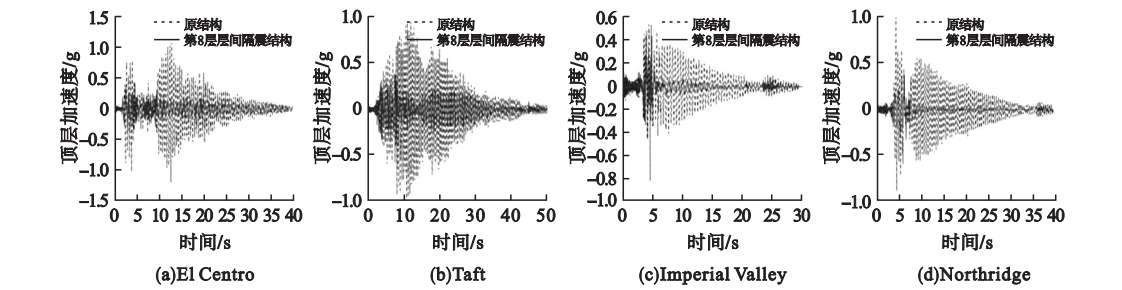 顶层加速度/g
1.5
1.0
0.5
0
−0.5
−1.0
−1.5
原结构
第8层层间隔震结构
0 5 10 15 20 25 30 35 40
时间/s
(a)El Centro
顶层加速度/g
1.0
0.5
0
−0.5
−1.0
原结构
第8层层间隔震结构
0 10 20 30 40 50
时间/s
(b)Taft
顶层加速度/g
0.6
0.4
0.2
0
−0.2
−0.4
−0.6
−0.8
−1.0
原结构
第8层层间隔震结构
0 5 10 15 20 25 30
时间/s
(c)Imperial Valley
顶层加速度/g
1.0
0.5
0
−0.5
−1.0
原结构
第8层层间隔震结构
0 5 10 15 20 25 30 35 40
时间/s
(d)Northridge